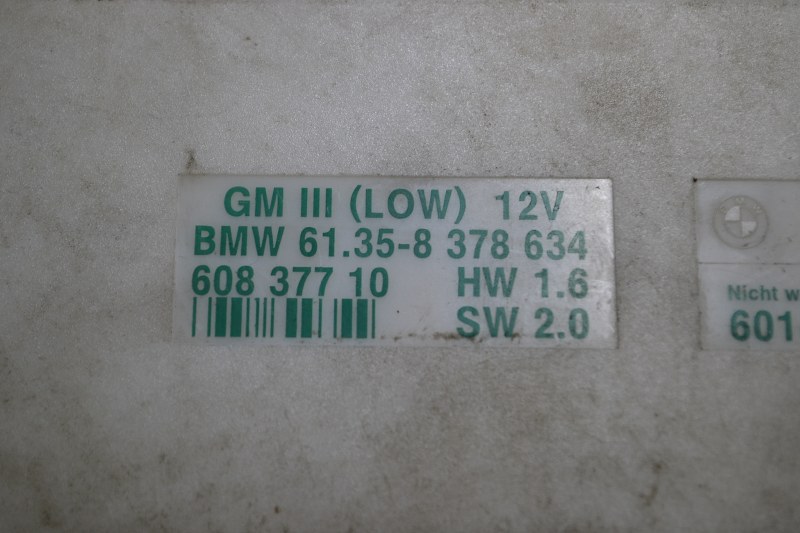 GM III (LOW) 12V
BMW 61.35-8 378 634
608 377 10 HW 1.6
SW 2.0
Nicht
601